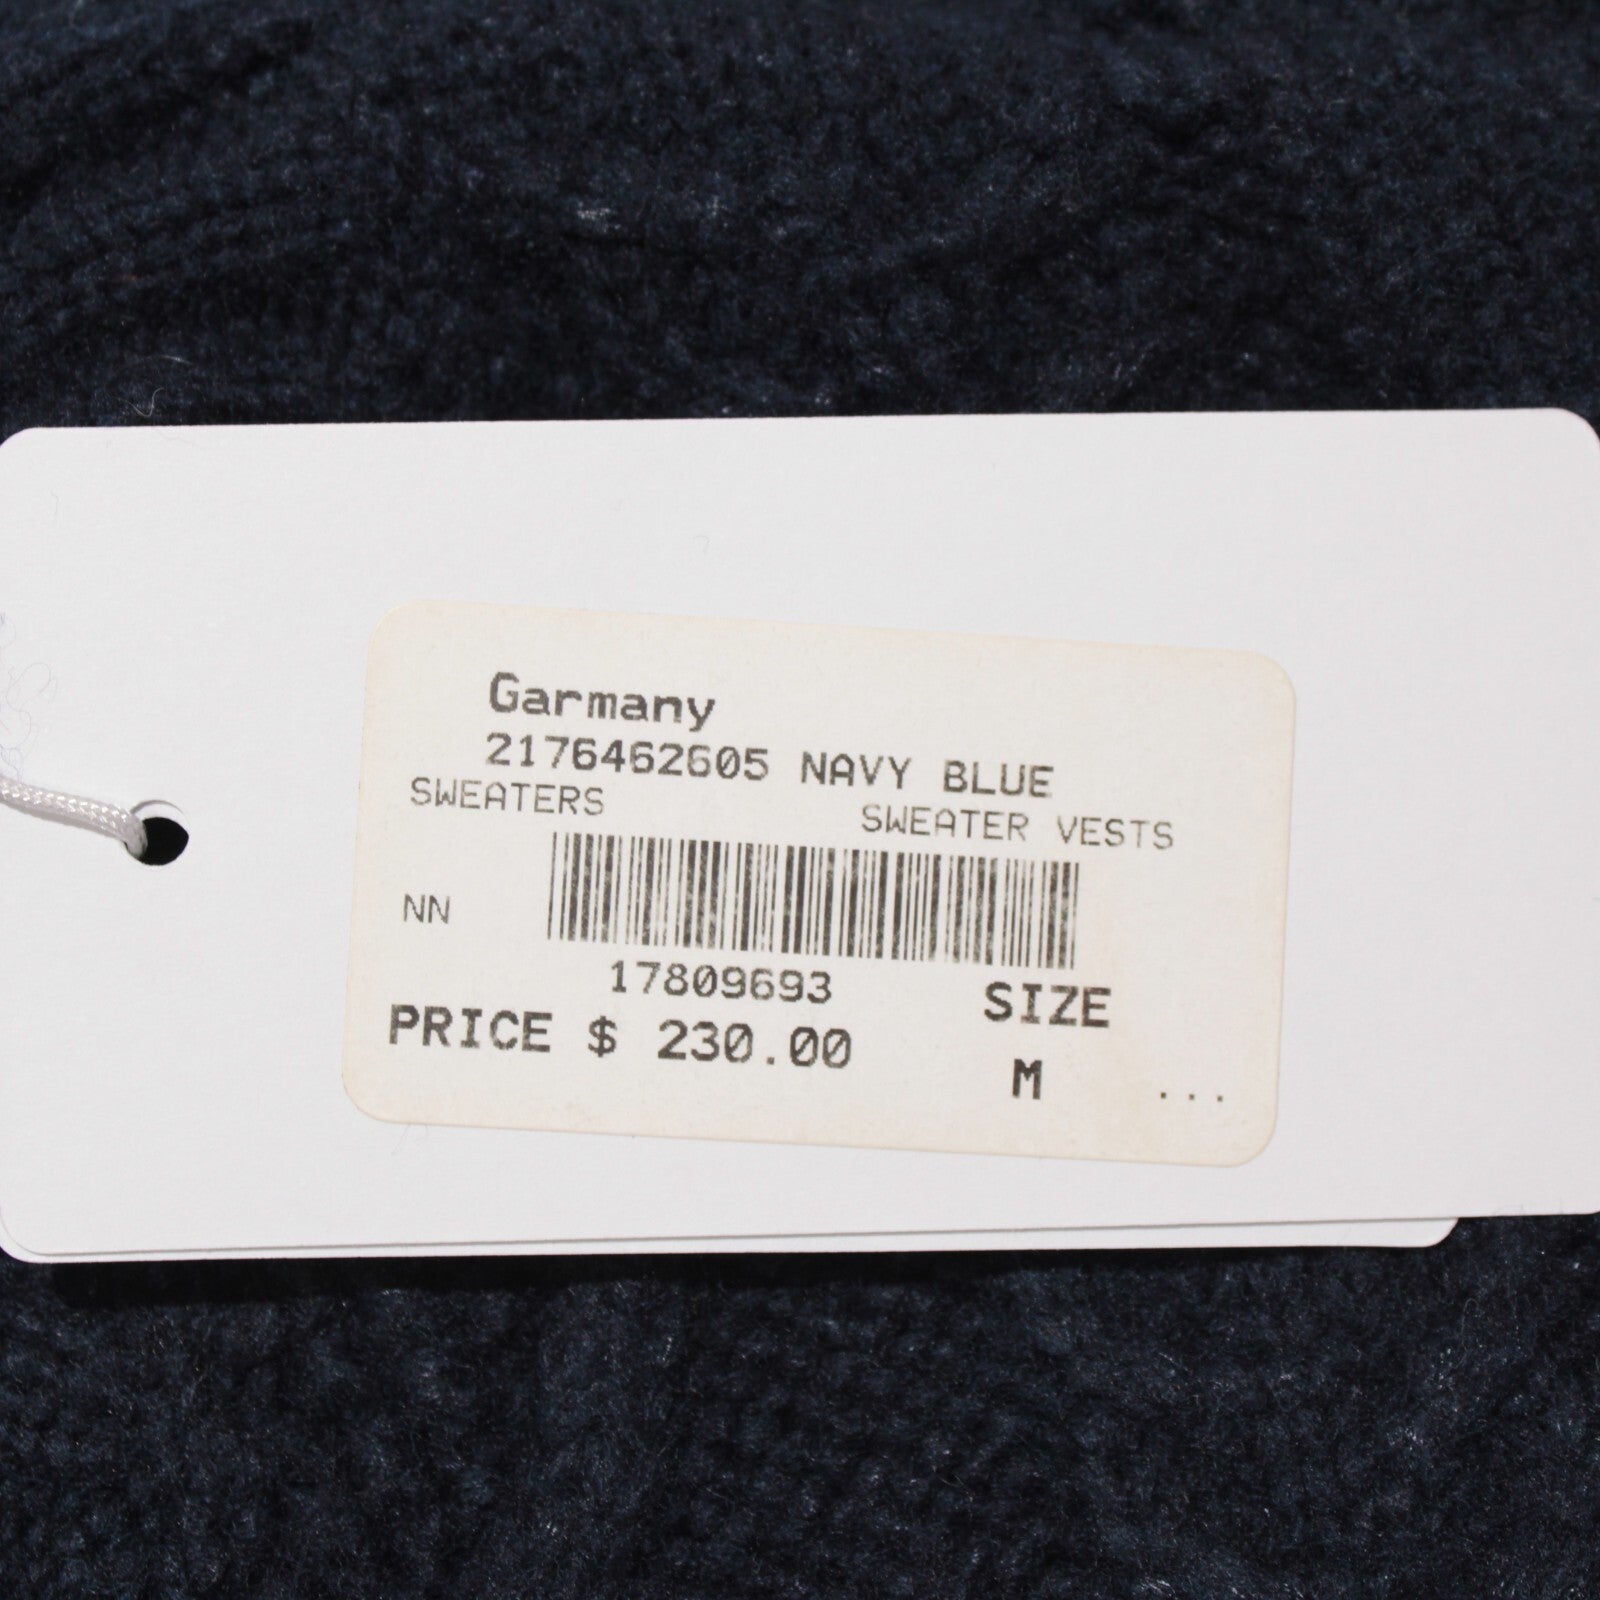 Garmany
2176462605 NAVY BLUE
SWEATERS SWEATER VESTS
NN
17809693
SIZE
PRICE $ 230.00
M ...